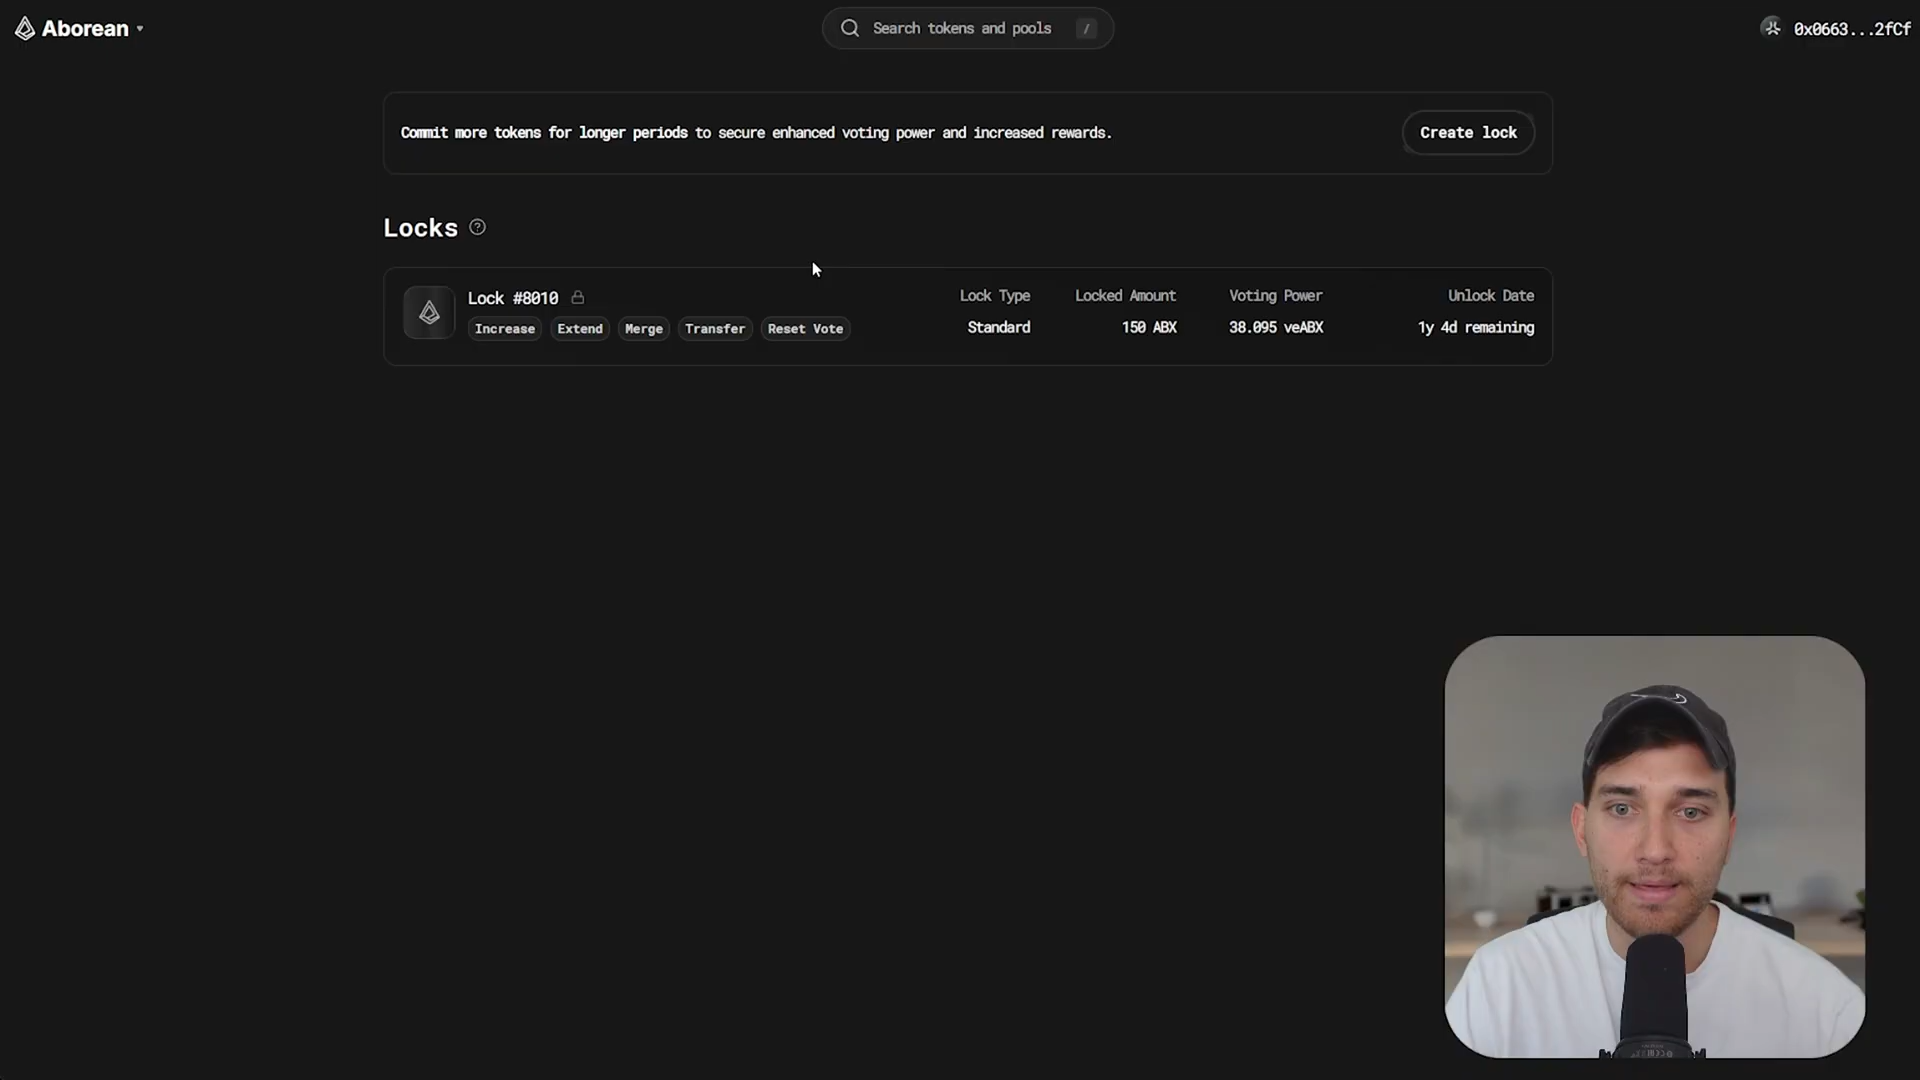 Aborean
Search tokens and pools /
0x0663...2fCf
Commit more tokens for longer periods to secure enhanced voting power and increased rewards.
Create lock
Locks ?
Lock #8010
Increase Extend Merge Transfer Reset Vote
Lock Type Locked Amount Voting Power Unlock Date
Standard 150 ABX 38.095 veABX 1y 4d remaining